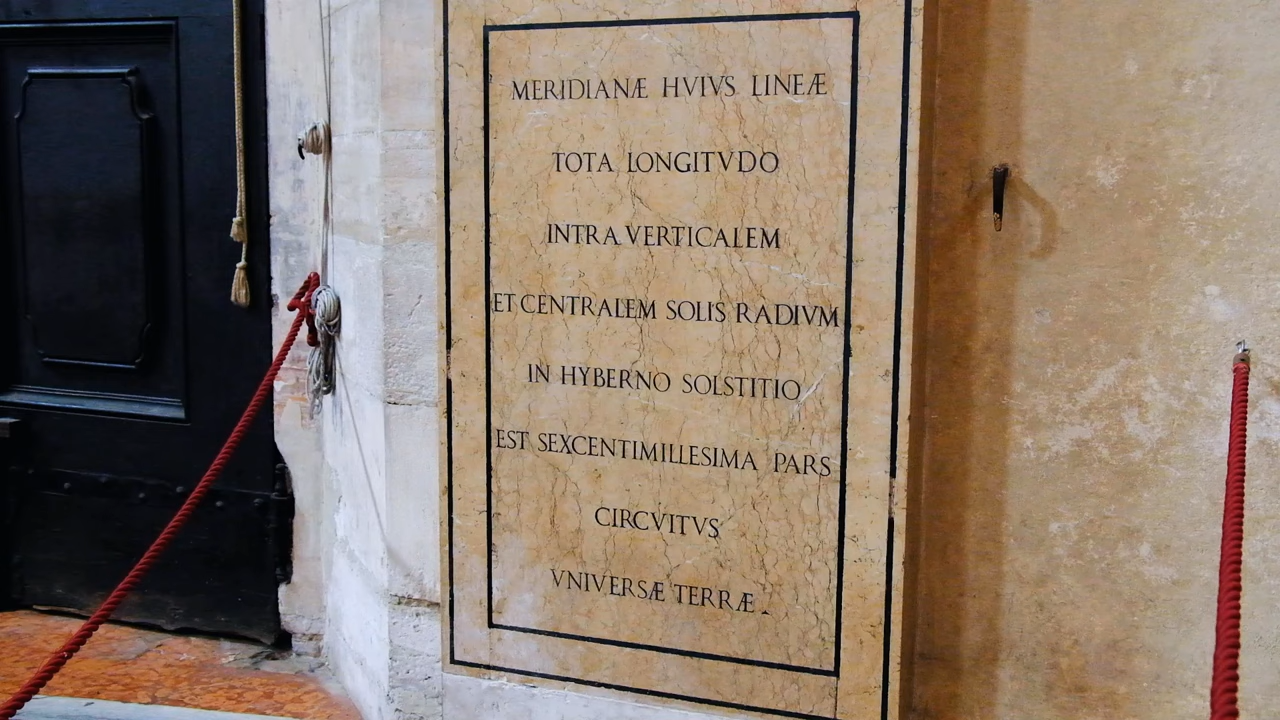 MERIDIANÆ HVIVS LINEÆ
TOTA LONGITVDO
INTRA VERTICALEM
ET CENTRALEM SOLIS RADIVM
IN HYBERNO SOLSTITIO
EST SEXCENTIMILLESIMA PARS
CIRCVITVS
VNIVERSÆ TERRÆ.